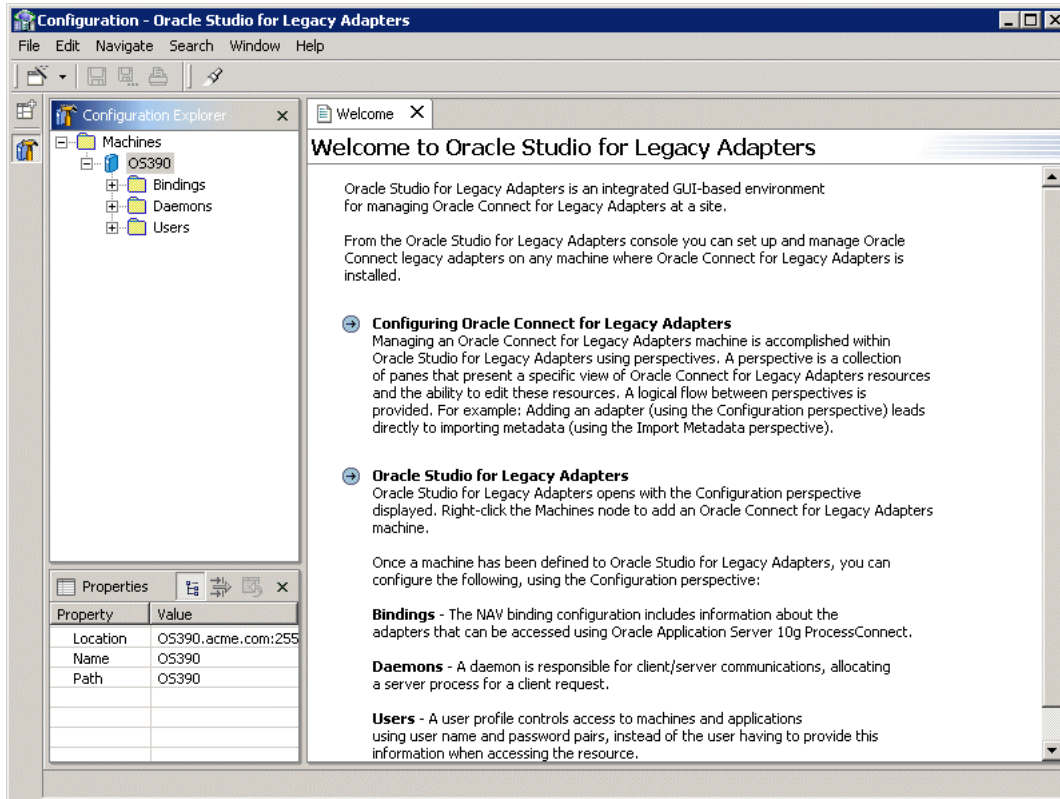 Configuration - Oracle Studio for Legacy Adapters
File Edit Navigate Search Window Help
Configuration Explorer
Machines
OS390
Bindings
Daemons
Users
Welcome
Welcome to Oracle Studio for Legacy Adapters
Oracle Studio for Legacy Adapters is an integrated GUI-based environment
for managing Oracle Connect for Legacy Adapters at a site.
From the Oracle Studio for Legacy Adapters console you can set up and manage Oracle
Connect legacy adapters on any machine where Oracle Connect for Legacy Adapters is
installed.
Configuring Oracle Connect for Legacy Adapters
Managing an Oracle Connect for Legacy Adapters machine is accomplished within
Oracle Studio for Legacy Adapters using perspectives. A perspective is a collection
of panes that present a specific view of Oracle Connect for Legacy Adapters resources
and the ability to edit these resources. A logical flow between perspectives is
provided. For example: Adding an adapter (using the Configuration perspective) leads
directly to importing metadata (using the Import Metadata perspective).
Oracle Studio for Legacy Adapters
Oracle Studio for Legacy Adapters opens with the Configuration perspective
displayed. Right-click the Machines node to add an Oracle Connect for Legacy Adapters
machine.
Once a machine has been defined to Oracle Studio for Legacy Adapters, you can
configure the following, using the Configuration perspective:
Bindings - The NAV binding configuration includes information about the
adapters that can be accessed using Oracle Application Server 10g ProcessConnect.
Daemons - A daemon is responsible for client/server communications, allocating
a server process for a client request.
Users - A user profile controls access to machines and applications
using user name and password pairs, instead of the user having to provide this
information when accessing the resource.
Properties
Property Value
Location OS390.acme.com:255
Name OS390
Path OS390